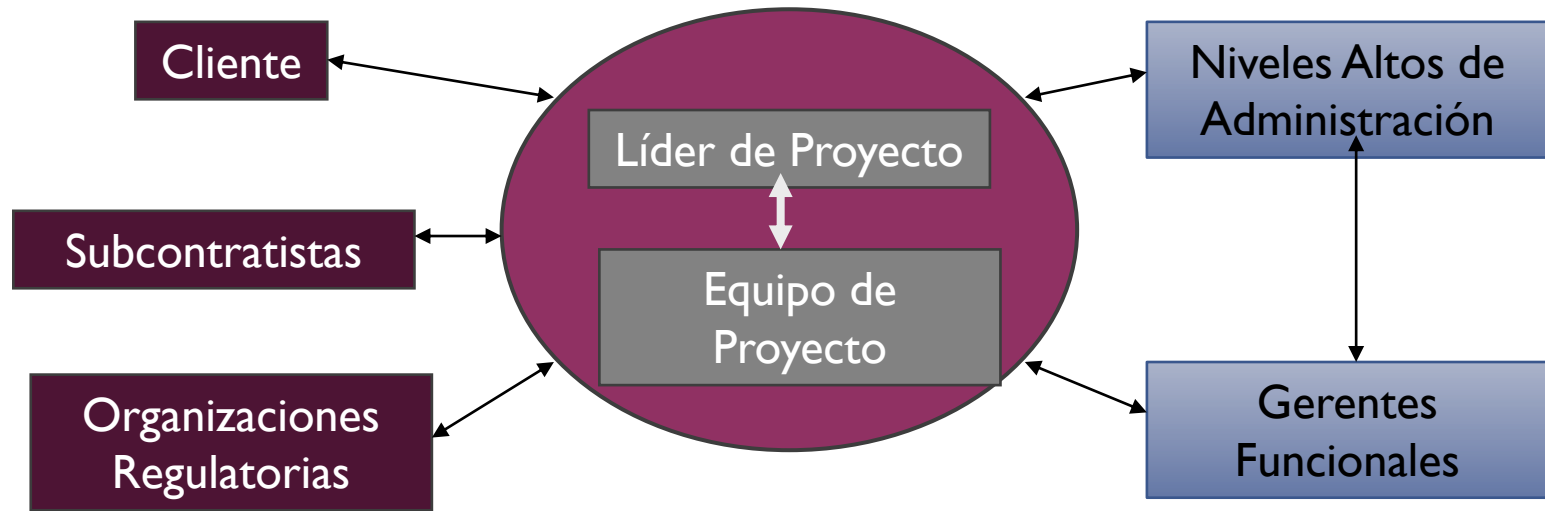 Cliente
Subcontratistas
Organizaciones
Regulatorias
Líder de Proyecto
Equipo de
Proyecto
Niveles Altos de
Administración
Gerentes
Funcionales